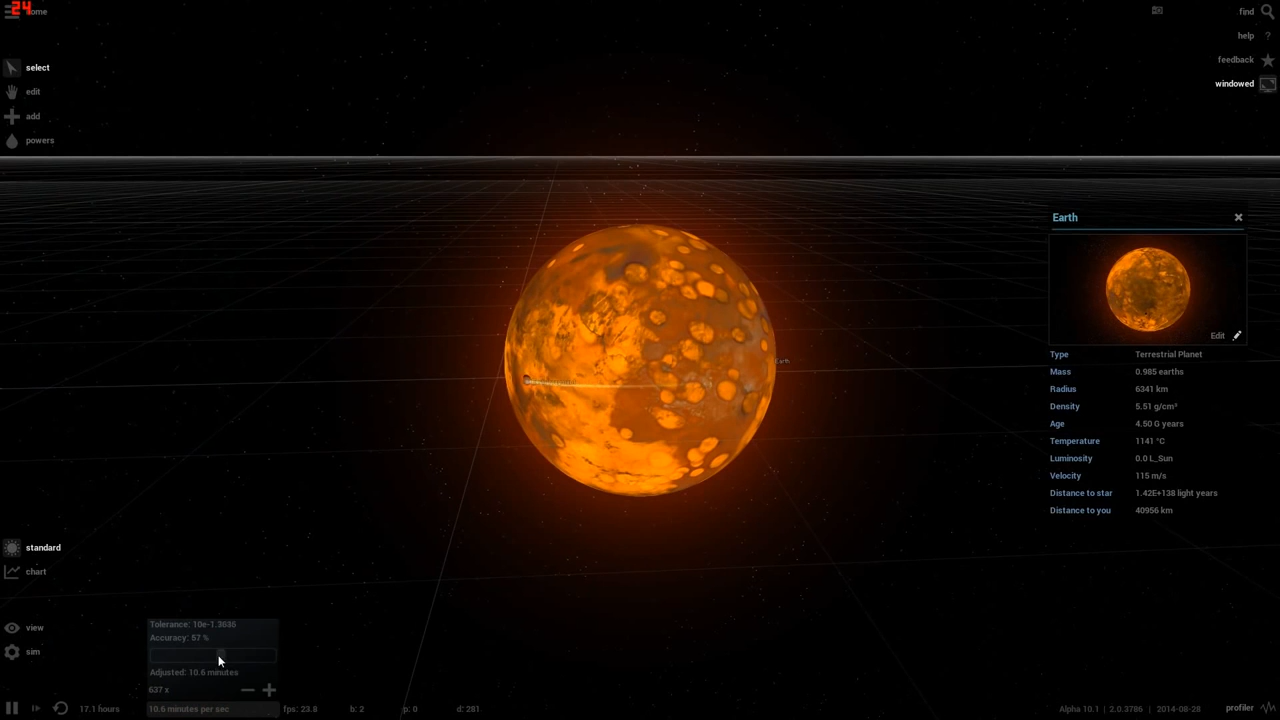 24
ome
find
help ?
feedback
windowed
select
edit
add
powers
Earth
Edit
Type Terrestrial Planet
Mass 0.985 earths
Radius 6341 km
Density 5.51 g/cm³
Age 4.50 G years
Temperature 1141 °C
Luminosity 0.0 L_Sun
Velocity 115 m/s
Distance to star 1.42E+138 light years
Distance to you 40956 km
Earth
standard
chart
view
sim
Tolerance: 10e-1.3686
Accuracy: 57 %
Adjusted: 10.6 minutes
637 x
17.1 hours
10.6 minutes per sec
fps: 23.8
b: 2
p: 0
d: 281
Alpha 10.1 | 2.0.3786 | 2014-08-28
profiler